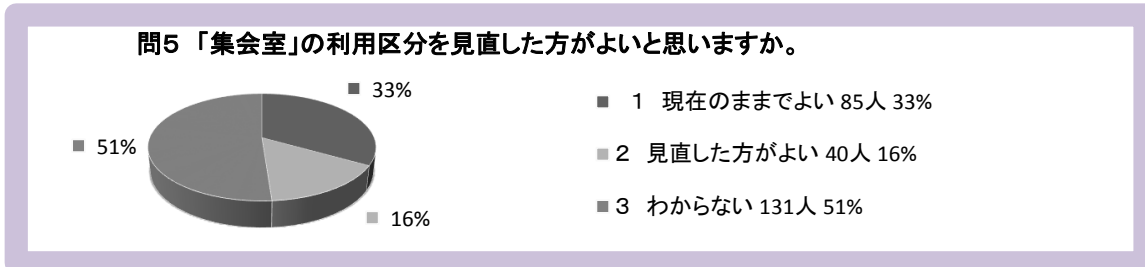 問5 「集会室」の利用区分を見直した方がよいと思いますか。
33%
51%
16%
1 現在のままでよい 85人 33%
2 見直した方がよい 40人 16%
3 わからない 131人 51%